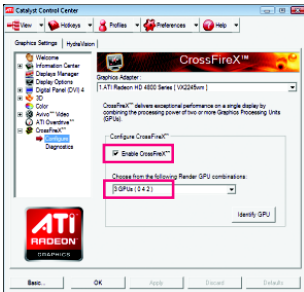 Catalyst Control Center
View
Hotkeys
Profiles
Preferences
Help
Graphics Settings
HydraVision
Welcome
Information Center
Displays Manager
Display Options
Digital Panel (DVI) 4
3D
Color
Avivo™ Video
ATI Overdrive™
CrossFireX™
Configure
Diagnostics
CrossFireX™
Graphics Adapter:
1.ATI Radeon HD 4800 Series [ VX2245wm ]
CrossFireX™ delivers exceptional performance on a single display by
combining the processing power of two or more Graphics Processing Units
(GPUs).
Configure CrossFireX™
Enable CrossFireX™
Choose from the following Render GPU combinations:
3 GPUs ( 0 4 2 )
Identify GPU
ATI
RADEON
GRAPHICS
Basic...
OK
Apply
Discard
Defaults